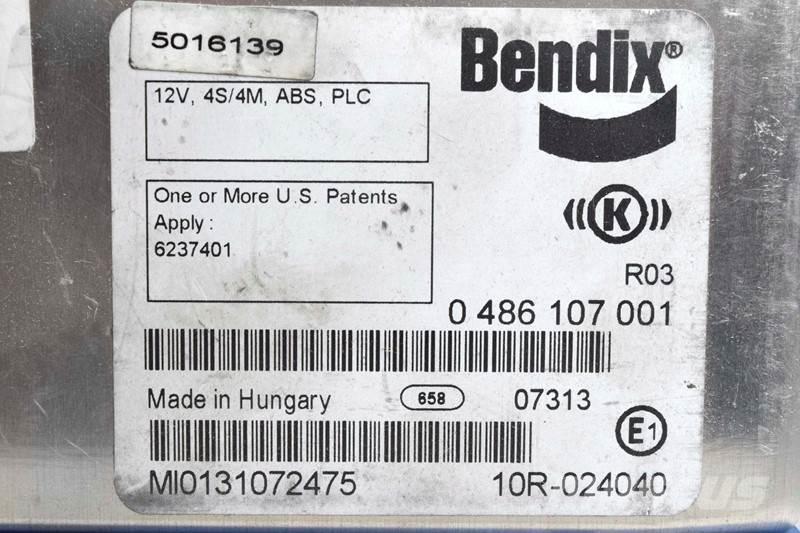 5016139
Bendix®
12V, 4S/4M, ABS, PLC
One or More U.S. Patents
Apply :
6237401
K
R03
0 486 107 001
Made in Hungary 658 07313
E1
MI0131072475 10R-024040